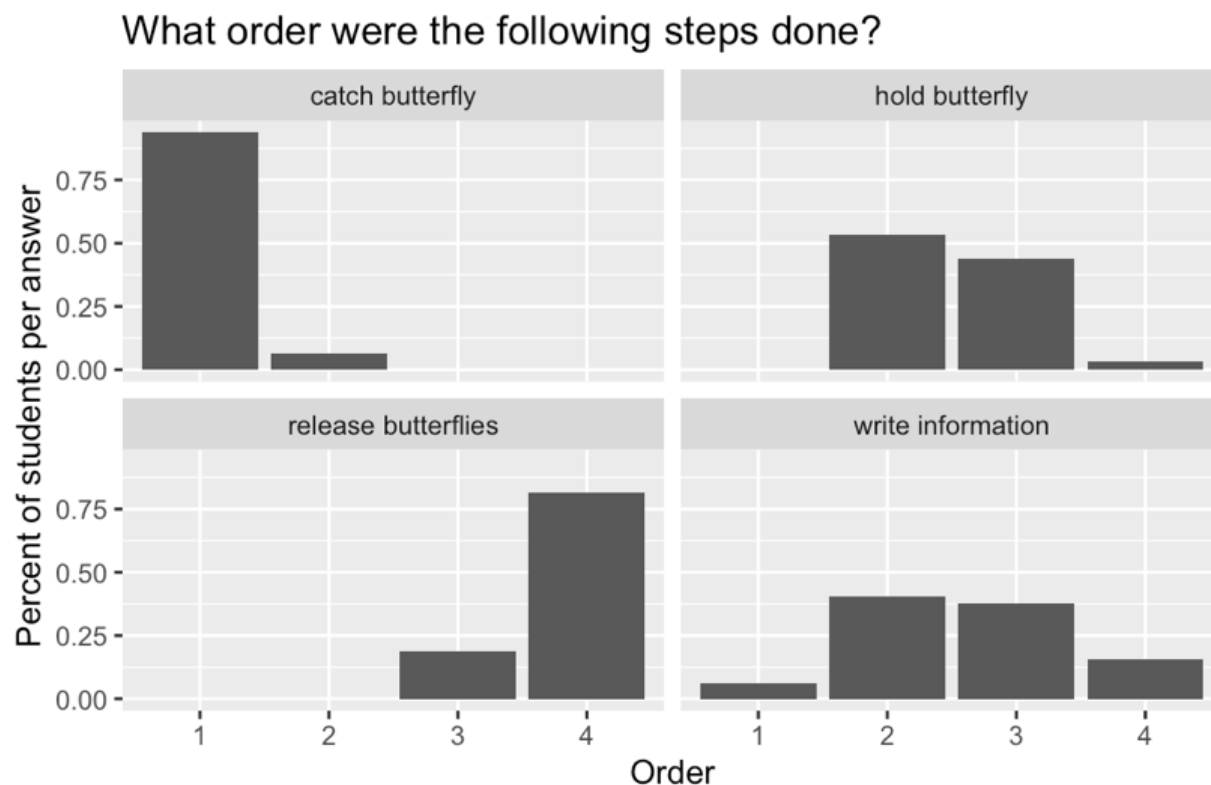 What order were the following steps done?
catch butterfly
hold butterfly
0.75
0.50
0.25
0.00
release butterflies
write information
0.75
0.50
0.25
0.00
1 2 3 4 1 2 3 4
Order
Percent of students per answer